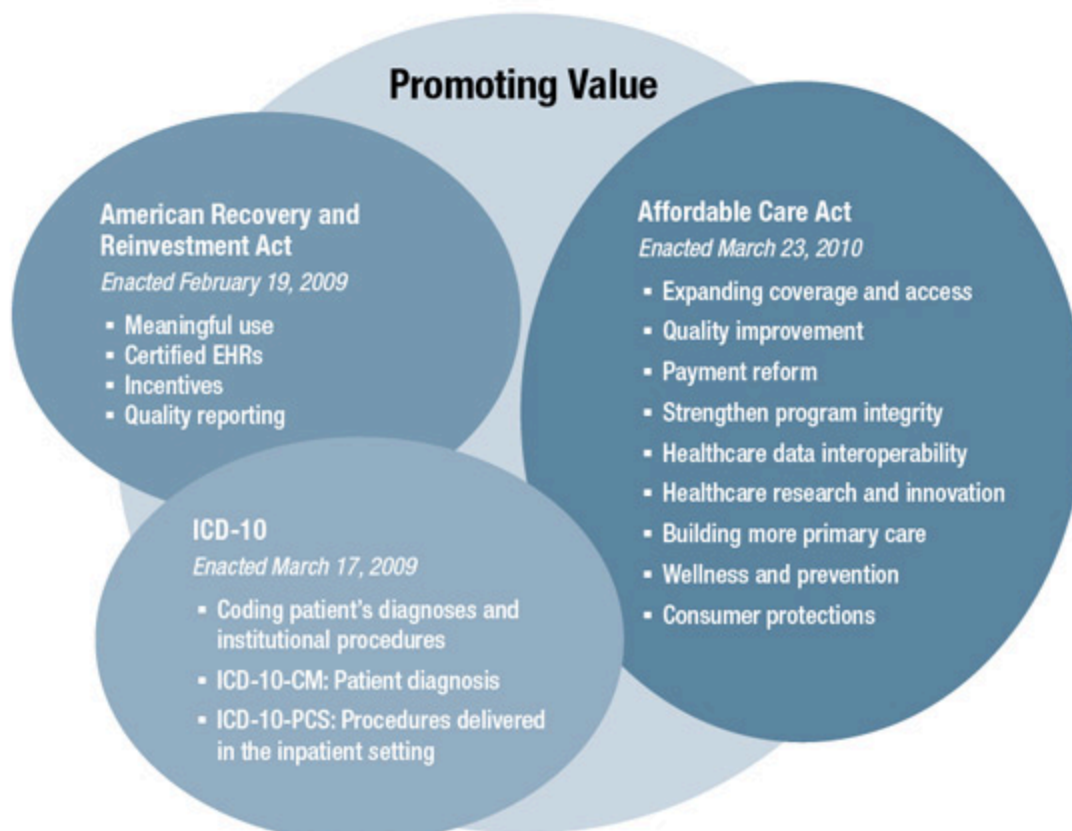 Promoting Value
American Recovery and
Reinvestment Act
Enacted February 19, 2009
▪ Meaningful use
▪ Certified EHRs
▪ Incentives
▪ Quality reporting
ICD-10
Enacted March 17, 2009
▪ Coding patient's diagnoses and
institutional procedures
▪ ICD-10-CM: Patient diagnosis
▪ ICD-10-PCS: Procedures delivered
in the inpatient setting
Affordable Care Act
Enacted March 23, 2010
▪ Expanding coverage and access
▪ Quality improvement
▪ Payment reform
▪ Strengthen program integrity
▪ Healthcare data interoperability
▪ Healthcare research and innovation
▪ Building more primary care
▪ Wellness and prevention
▪ Consumer protections